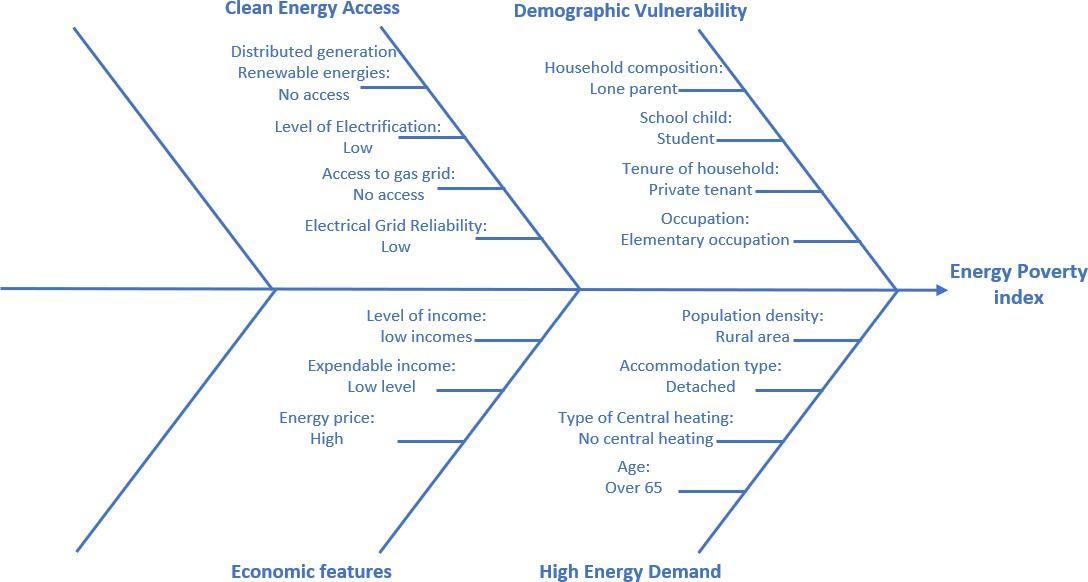 Clean Energy Access
Distributed generation
Renewable energies:
No access
Level of Electrification:
Low
Access to gas grid:
No access
Electrical Grid Reliability:
Low
Demographic Vulnerability
Household composition:
Lone parent
School child:
Student
Tenure of household:
Private tenant
Occupation:
Elementary occupation
Energy Poverty
index
Level of income:
low incomes
Expendable income:
Low level
Energy price:
High
Economic features
Population density:
Rural area
Accommodation type:
Detached
Type of Central heating:
No central heating
Age:
Over 65
High Energy Demand